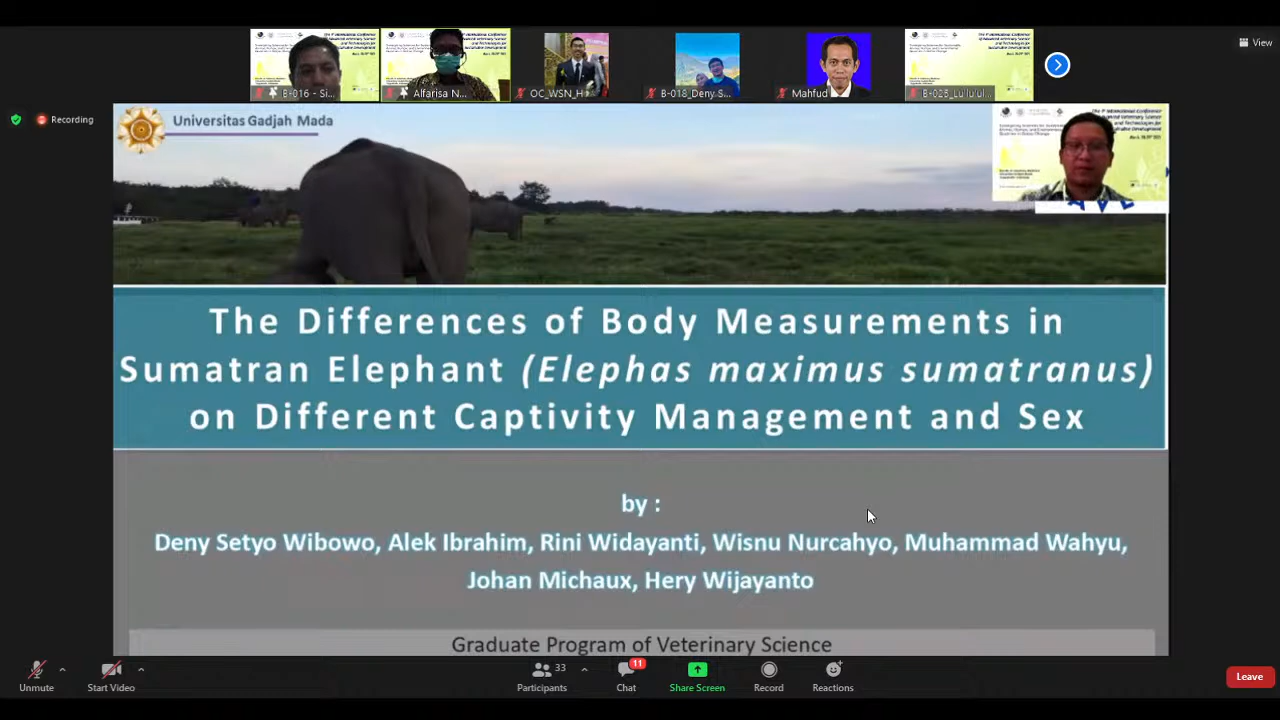 View
B-016 - Si...
Alfarisa N...
OC_WSN_H
B-018_Deny S...
Mahfud
B-025_Lu'lu'ul...
Recording
Universitas Gadjah Mada
The Differences of Body Measurements in
Sumatran Elephant (Elephas maximus sumatranus)
on Different Captivity Management and Sex
by :
Deny Setyo Wibowo, Alek Ibrahim, Rini Widayanti, Wisnu Nurcahyo, Muhammad Wahyu,
Johan Michaux, Hery Wijayanto
Graduate Program of Veterinary Science
Unmute
Start Video
33
Participants
11
Chat
Share Screen
Record
Reactions
Leave